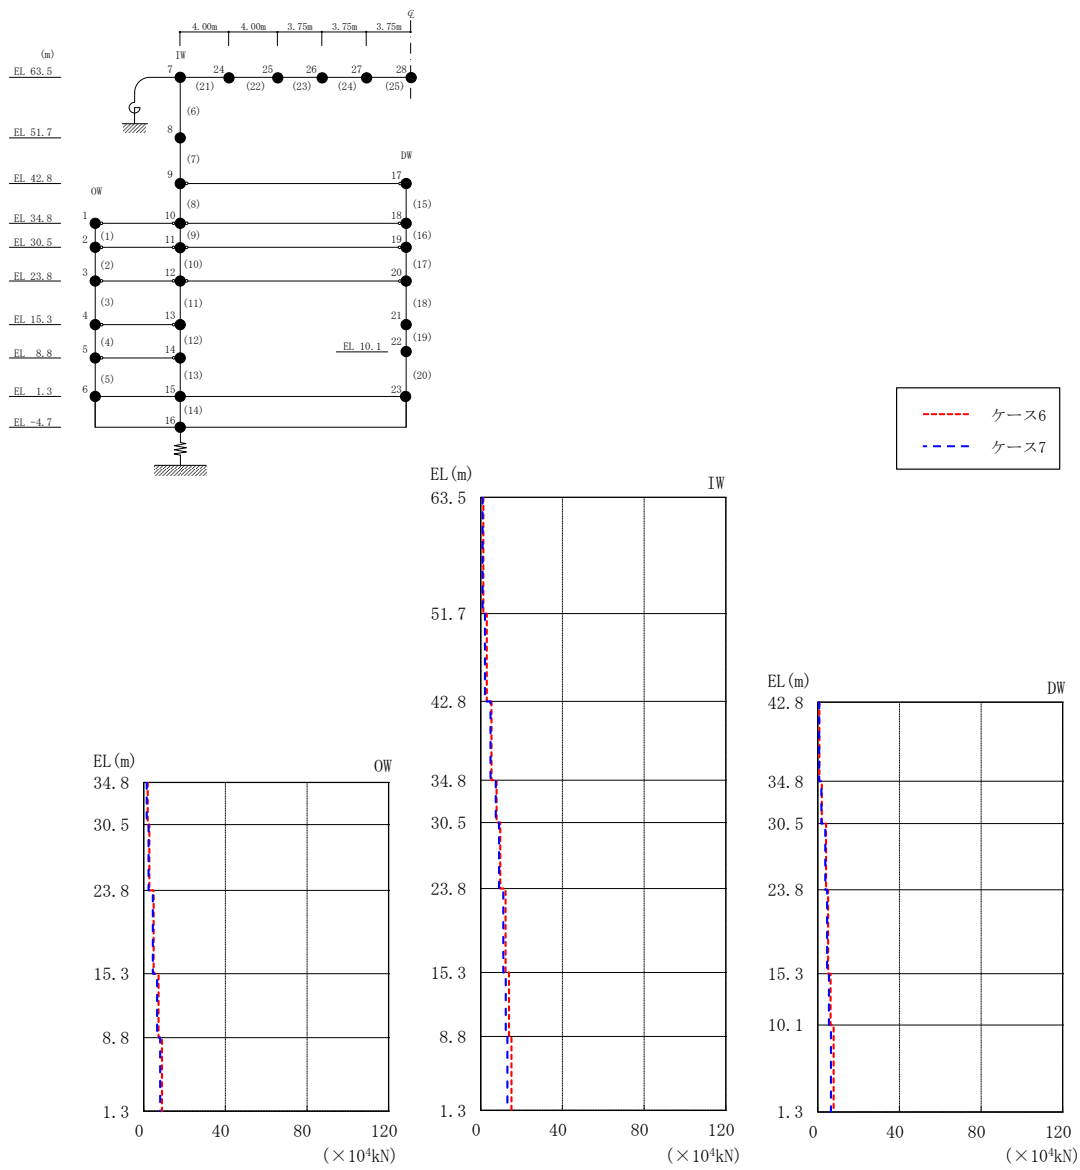 ℄
4.00m 4.00m 3.75m 3.75m 3.75m
(m)
IW
EL 63.5 7 24 25 26 27 28
(21) (22) (23) (24) (25)
(6)
EL 51.7 8
(7)
DW
EL 42.8 9 17
OW
(8) (15)
EL 34.8 1 10 18
(1) (9) (16)
EL 30.5 2 11 19
(2) (10) (17)
EL 23.8 3 12 20
(3) (11) (18)
EL 15.3 4 13 21
(4) (12) (19)
EL 10.1 22
EL 8.8 5 14
(5) (13) (20)
EL 1.3 6 15 23
(14)
EL -4.7 16
ケース6
ケース7
EL(m) IW
63.5
51.7
42.8
34.8
30.5
23.8
15.3
8.8
1.3
0 40 80 120
(×10⁴kN)
EL(m) OW
34.8
30.5
23.8
15.3
8.8
1.3
0 40 80 120
(×10⁴kN)
EL(m) DW
42.8
34.8
30.5
23.8
15.3
10.1
1.3
0 40 80 120
(×10⁴kN)